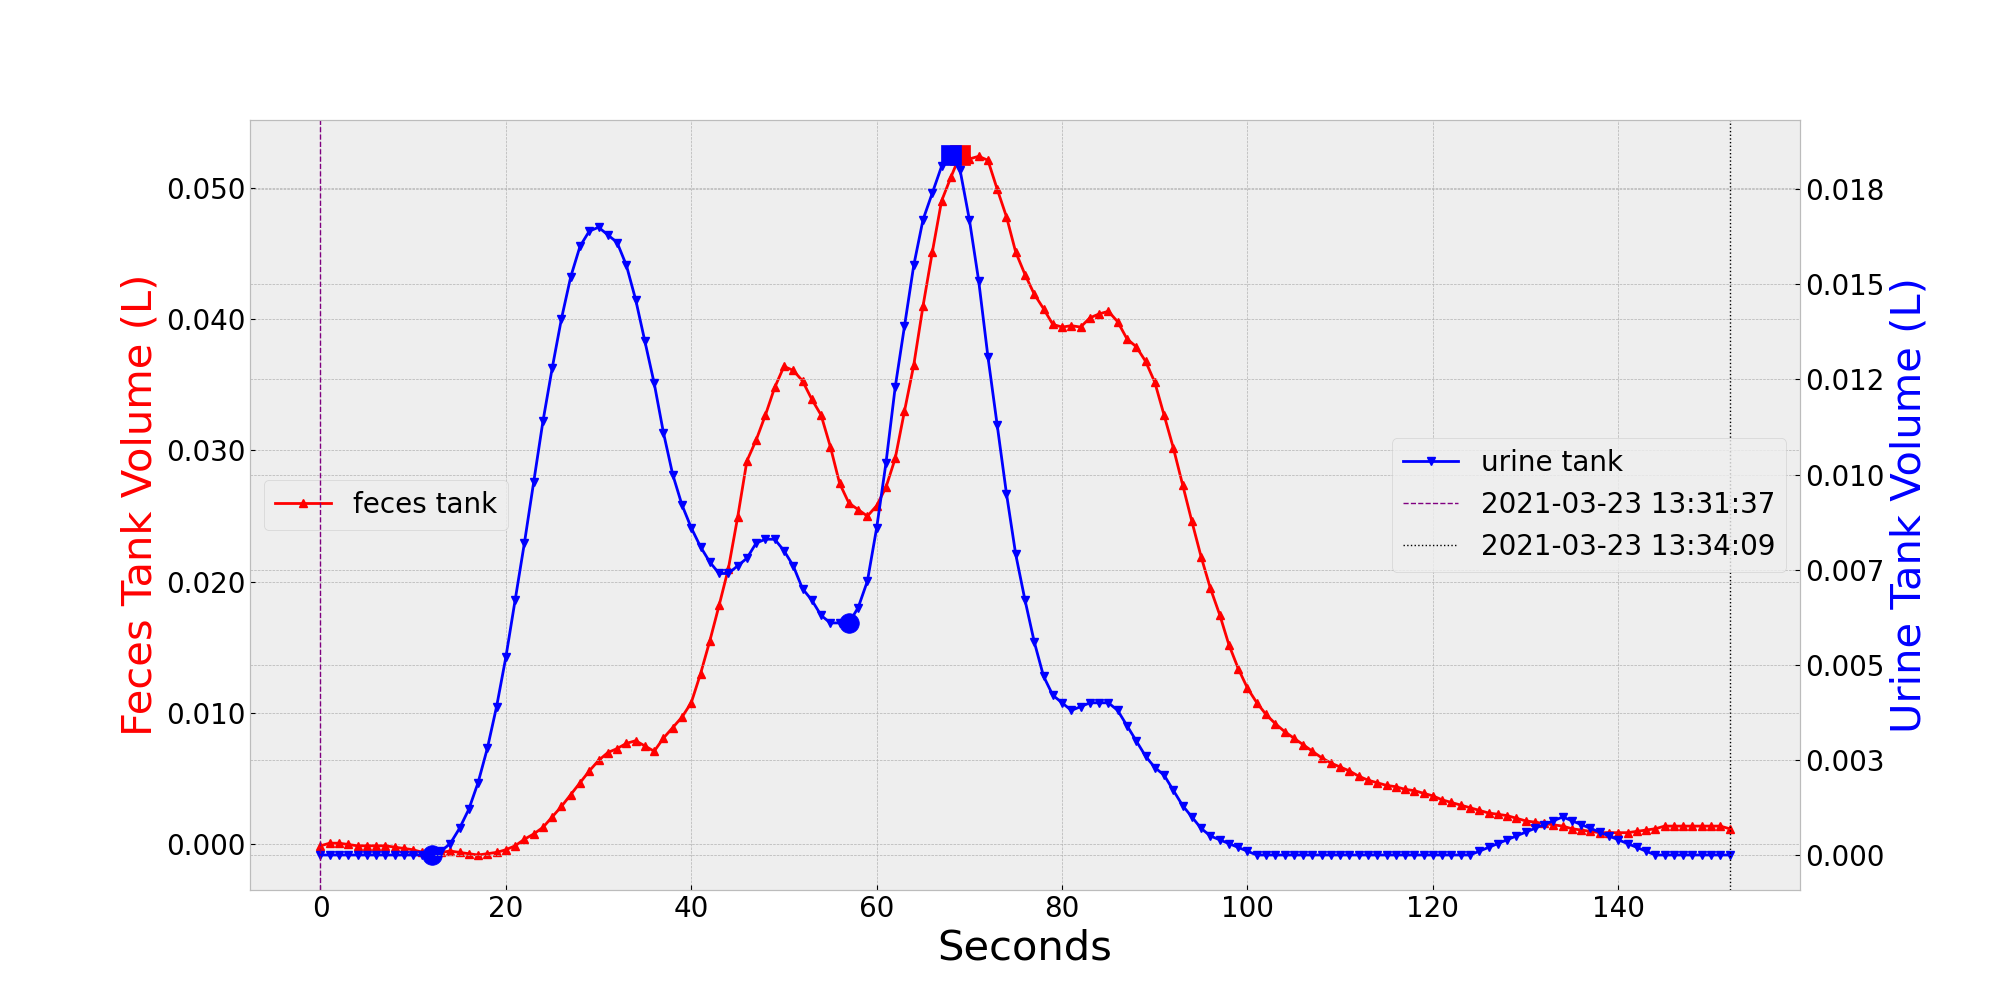 Feces Tank Volume (L)
0.050
0.040
0.030
0.020
0.010
0.000
feces tank
urine tank
2021-03-23 13:31:37
2021-03-23 13:34:09
0.018
0.015
0.012
0.010
0.007
0.005
0.003
0.000
Urine Tank Volume (L)
0 20 40 60 80 100 120 140
Seconds